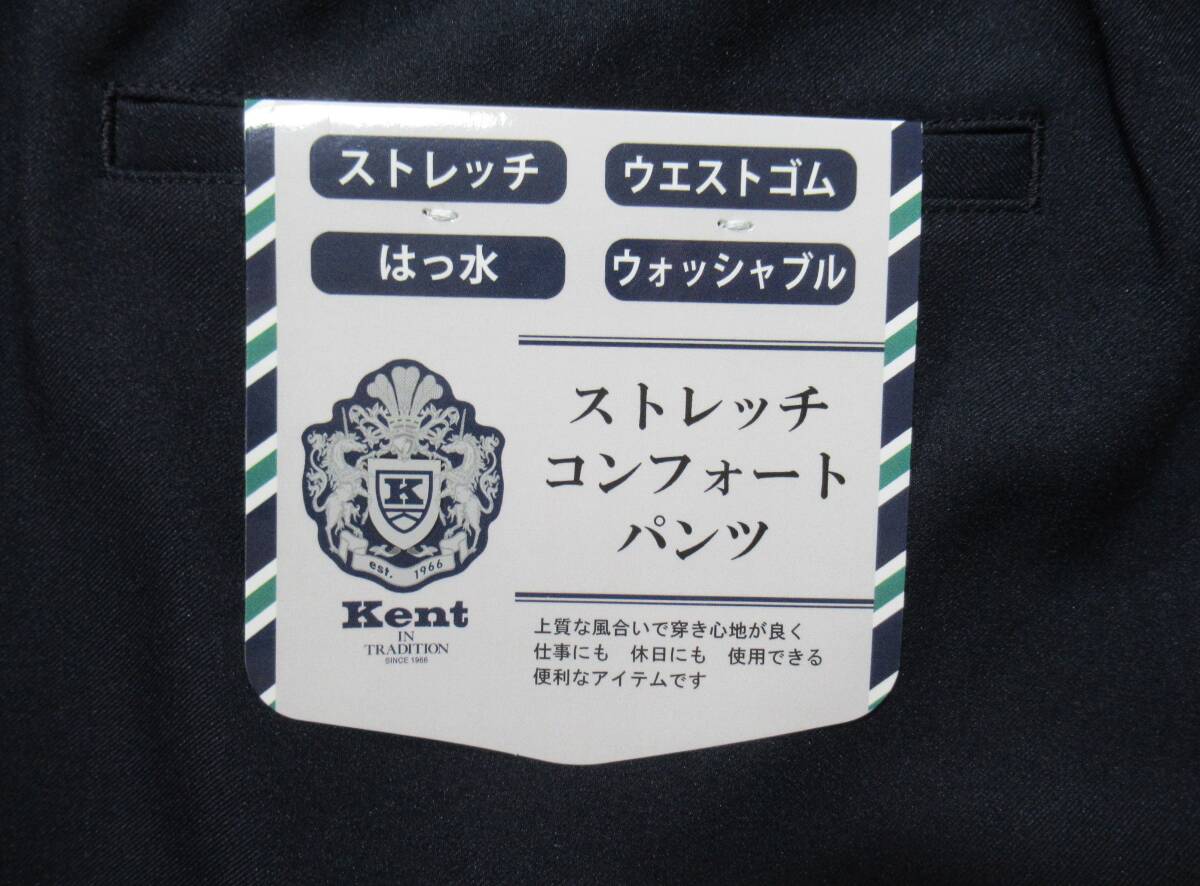 ストレッチ
ウエストゴム
はっ水
ウォッシャブル
K
est. 1966
Kent
IN
TRADITION
SINCE 1966
ストレッチ
コンフォート
パンツ
上質な風合いで穿き心地が良く
仕事にも　休日にも　使用できる
便利なアイテムです